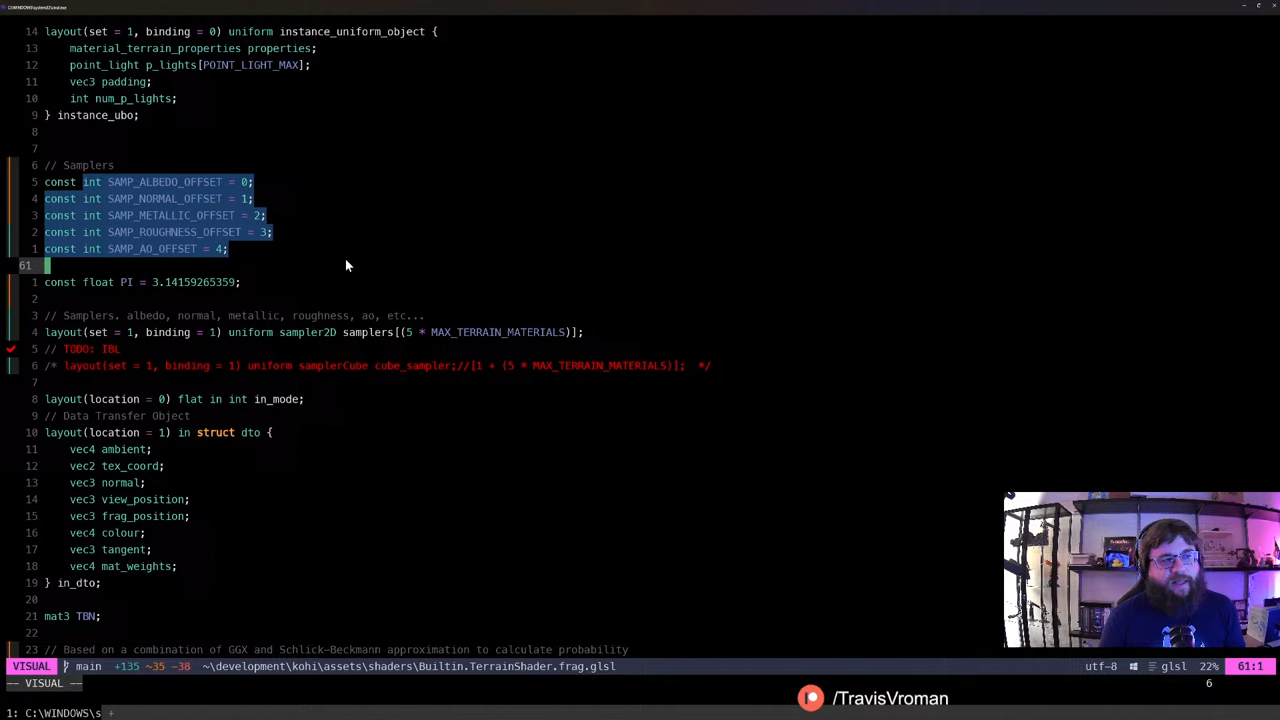 C:\WINDOWS\system32\cmd.exe
14 layout(set = 1, binding = 0) uniform instance_uniform_object {
13 material_terrain_properties properties;
12 point_light p_lights[POINT_LIGHT_MAX];
11 vec3 padding;
10 int num_p_lights;
9 } instance_ubo;
8
7
6 // Samplers
5 const int SAMP_ALBEDO_OFFSET = 0;
4 const int SAMP_NORMAL_OFFSET = 1;
3 const int SAMP_METALLIC_OFFSET = 2;
2 const int SAMP_ROUGHNESS_OFFSET = 3;
1 const int SAMP_AO_OFFSET = 4;
61
1 const float PI = 3.14159265359;
2
3 // Samplers. albedo, normal, metallic, roughness, ao, etc...
4 layout(set = 1, binding = 1) uniform sampler2D samplers[(5 * MAX_TERRAIN_MATERIALS)];
5 // TODO: IBL
6 /* layout(set = 1, binding = 1) uniform samplerCube cube_sampler;//[1 + (5 * MAX_TERRAIN_MATERIALS)]; */
7
8 layout(location = 0) flat in int in_mode;
9 // Data Transfer Object
10 layout(location = 1) in struct dto {
11 vec4 ambient;
12 vec2 tex_coord;
13 vec3 normal;
14 vec3 view_position;
15 vec3 frag_position;
16 vec4 colour;
17 vec3 tangent;
18 vec4 mat_weights;
19 } in_dto;
20
21 mat3 TBN;
22
23 // Based on a combination of GGX and Schlick-Beckmann approximation to calculate probability
VISUAL main +135 ~35 -38 ~\development\kohi\assets\shaders\Builtin.TerrainShader.frag.glsl utf-8 glsl 22% 61:1
-- VISUAL -- 6
/TravisVroman
1: C:\WINDOWS\s +